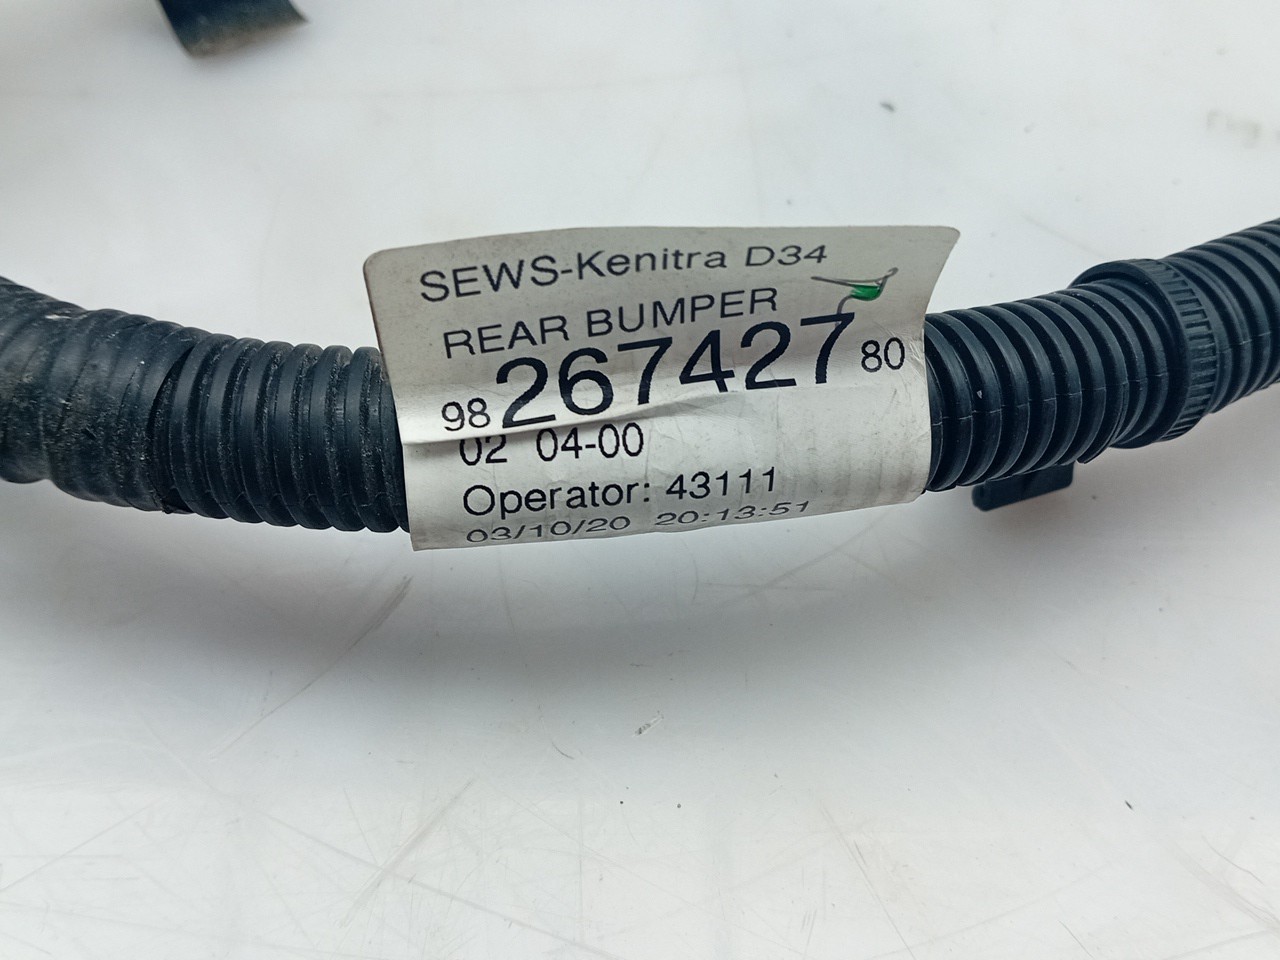 SEWS-Kenitra D34
REAR BUMPER
98 267427 80
02 04-00
Operator: 43111
03/10/20 20:13:51